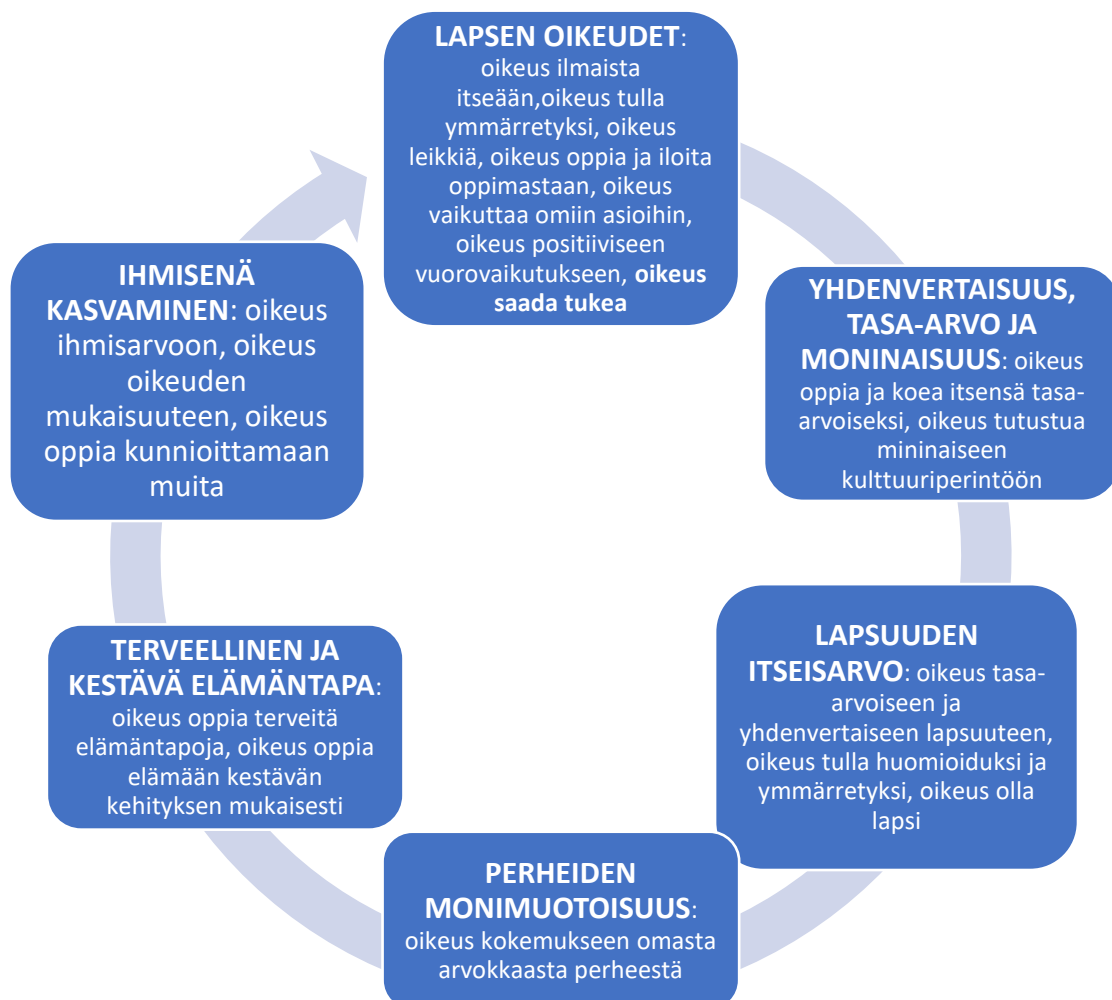 LAPSEN OIKEUDET:
oikeus ilmaista
itseään,oikeus tulla
ymmärretyksi, oikeus
leikkiä, oikeus oppia ja iloita
oppimastaan, oikeus
vaikuttaa omiin asioihin,
oikeus positiiviseen
vuorovaikutukseen, oikeus
saada tukea
YHDENVERTAISUUS,
TASA-ARVO JA
MONINAISUUS: oikeus
oppia ja koea itsensä tasa-
arvoiseksi, oikeus tutustua
mininaiseen
kulttuuriperintöön
LAPSUUDEN
ITSEISARVO: oikeus tasa-
arvoiseen ja
yhdenvertaiseen lapsuuteen,
oikeus tulla huomioiduksi ja
ymmärretyksi, oikeus olla
lapsi
PERHEIDEN
MONIMUOTOISUUS:
oikeus kokemukseen omasta
arvokkaasta perheestä
TERVEELLINEN JA
KESTÄVÄ ELÄMÄNTAPA:
oikeus oppia terveitä
elämäntapoja, oikeus oppia
elämään kestävän
kehityksen mukaisesti
IHMISENÄ
KASVAMINEN: oikeus
ihmisarvoon, oikeus
oikeuden
mukaisuuteen, oikeus
oppia kunnioittamaan
muita